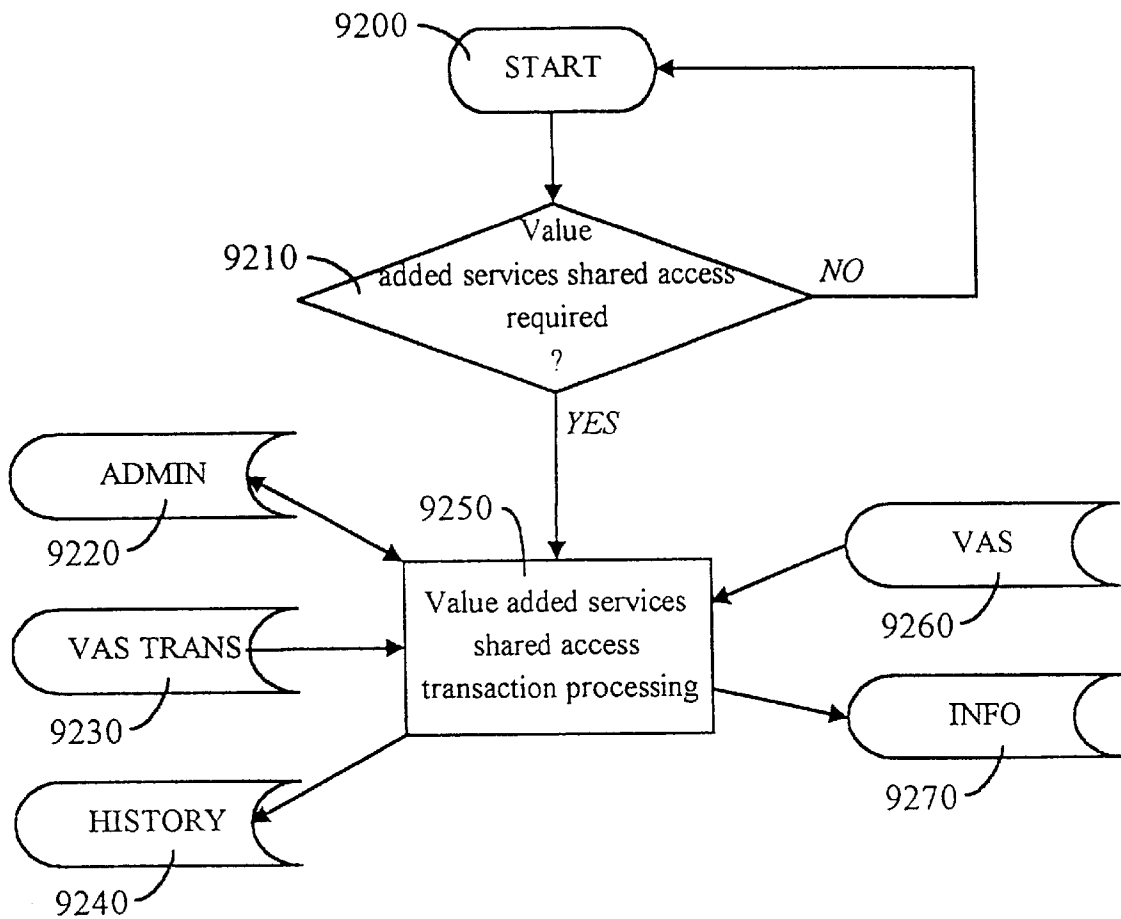 9200
START
9210
Value
added services shared access
required
?
NO
YES
ADMIN
9220
9250
VAS
9260
Value added services
shared access
transaction processing
VAS TRANS
9230
INFO
9270
HISTORY
9240